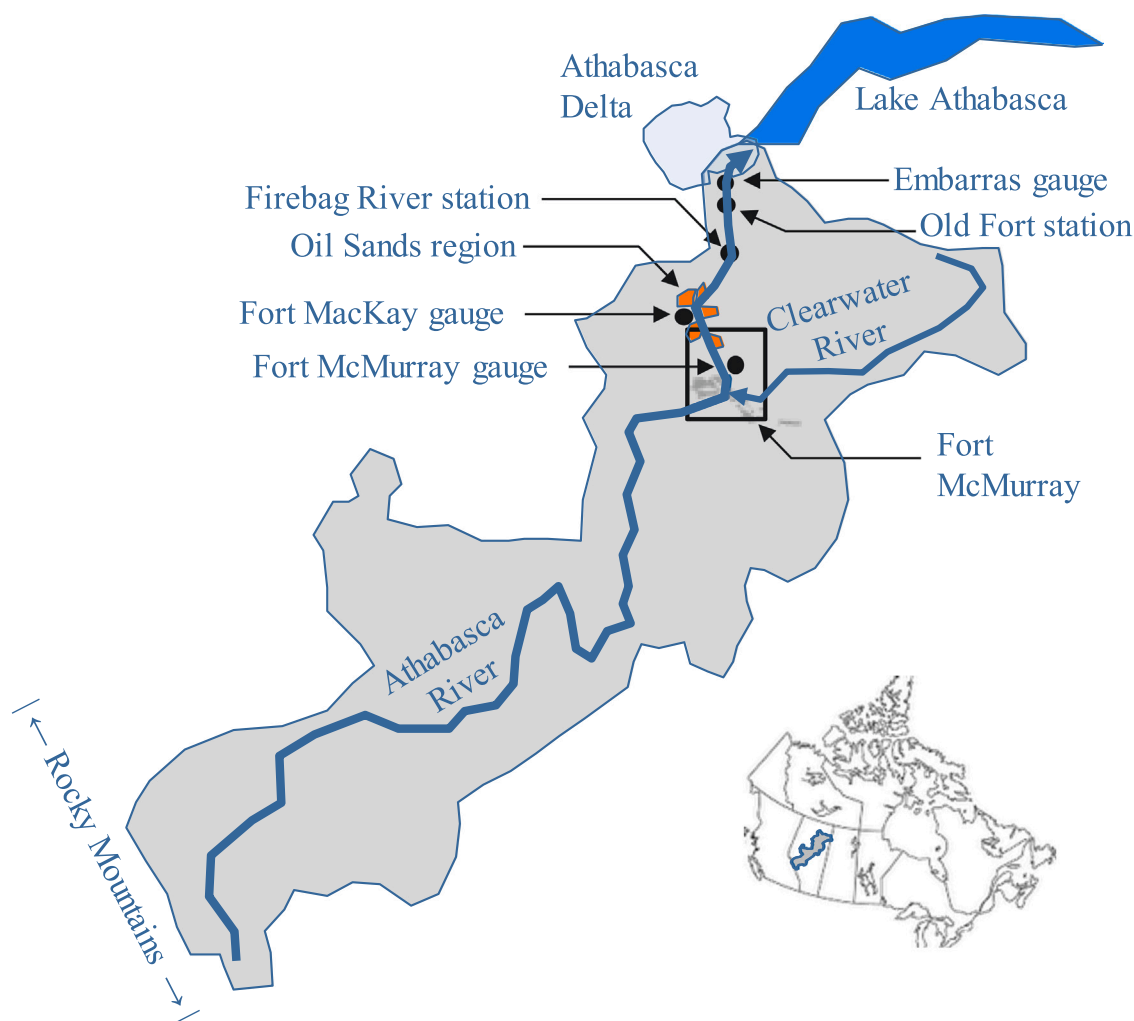 Athabasca
Delta
Lake Athabasca
Embarras gauge
Firebag River station
Old Fort station
Oil Sands region
Clearwater
River
Fort MacKay gauge
Fort McMurray gauge
Fort
McMurray
Athabasca
River
Rocky Mountains